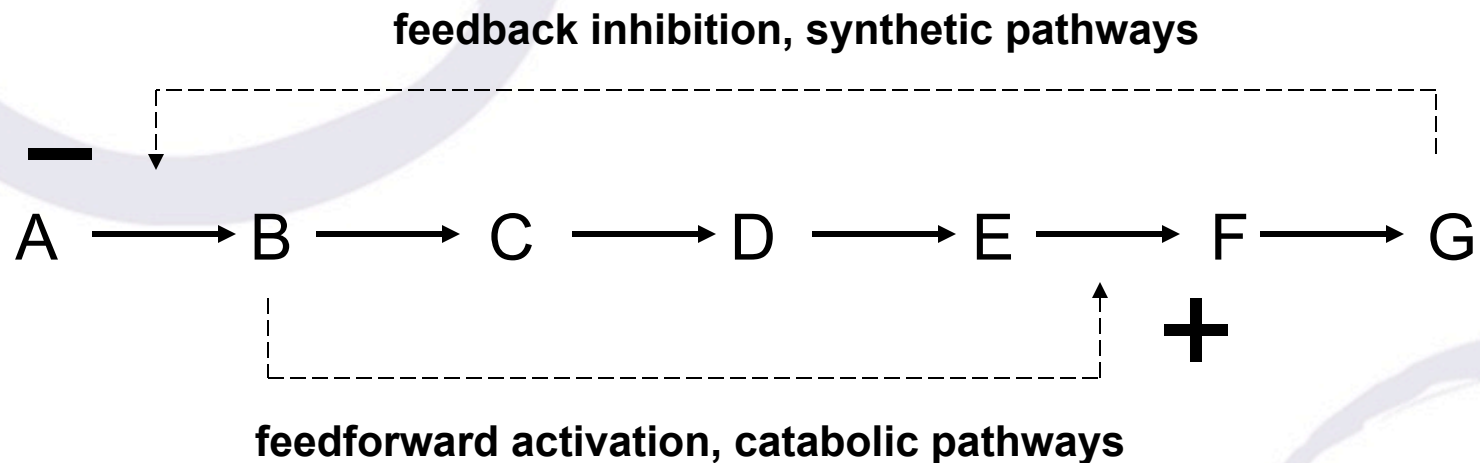 feedback inhibition, synthetic pathways
−
A B C D E F G
+
feedforward activation, catabolic pathways